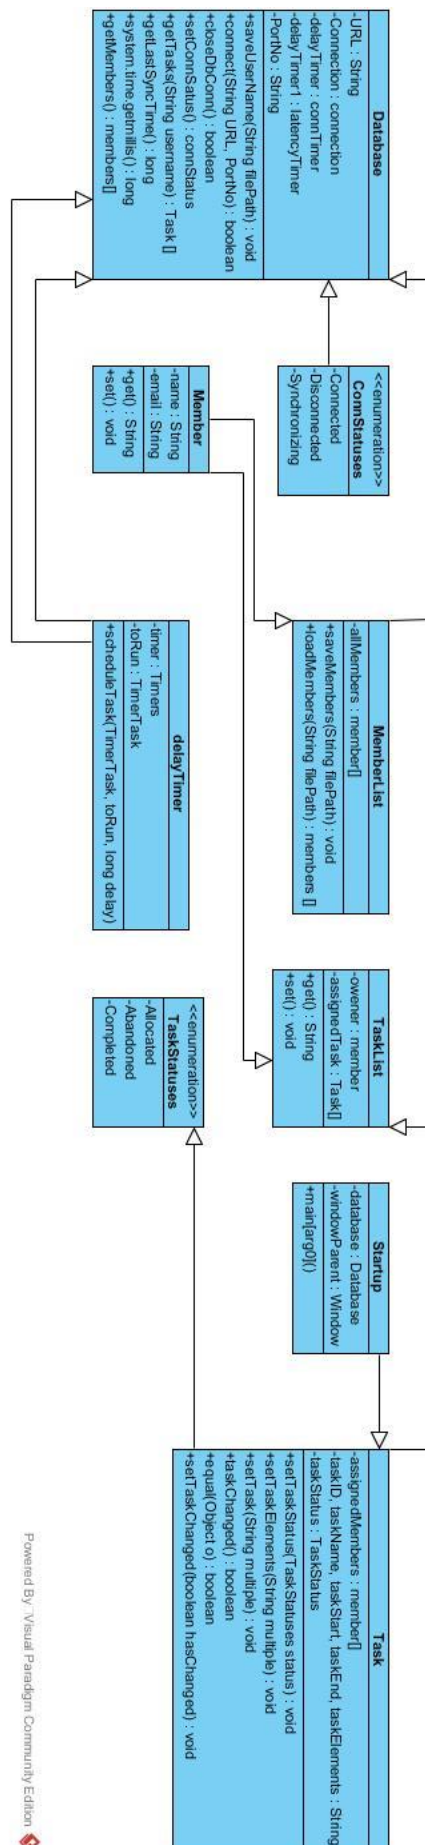 Database
-URL : String
-Connection : connection
-delayTimer : connTimer
-delayTimer1 : latencyTimer
-PortNo : String
+saveUserName(String filePath) : void
+connect(String URL, PortNo) : boolean
+closeDbConn() : boolean
+setConnSatus() : connStatus
+getTasks(String username) : Task []
+getLastSyncTime() : long
+system.time.getmillis() : long
+getMembers() : members[]
<<enumeration>>
ConnStatuses
-Connected
-Disconnected
-Synchronizing
Member
-name : String
-email : String
+get() : String
+set() : void
MemberList
-allMembers : member[]
+saveMembers(String filePath) : void
+loadMembers(String filePath) : members []
delayTimer
-timer : Timers
-toRun : TimerTask
+scheduleTask(TimerTask, toRun, long delay)
TaskList
-owener : member
-assignedTask : Task[]
+get() : String
+set() : void
<<enumeration>>
TaskStatuses
-Allocated
-Abandoned
-Completed
Startup
-database : Database
-windowParent : Window
+main[arg0]()
Task
-assignedMembers : member[]
-taskID, taskName, taskStart, taskEnd, taskElements : String
-taskStatus : TaskStatus
+setTaskStatus(TaskStatuses status) : void
+setTaskElements(String multiple) : void
+setTask(String multiple) : void
+taskChanged() : boolean
+equal(Object o) : boolean
+setTaskChanged(boolean hasChanged) : void
Powered By Visual Paradigm Community Edition